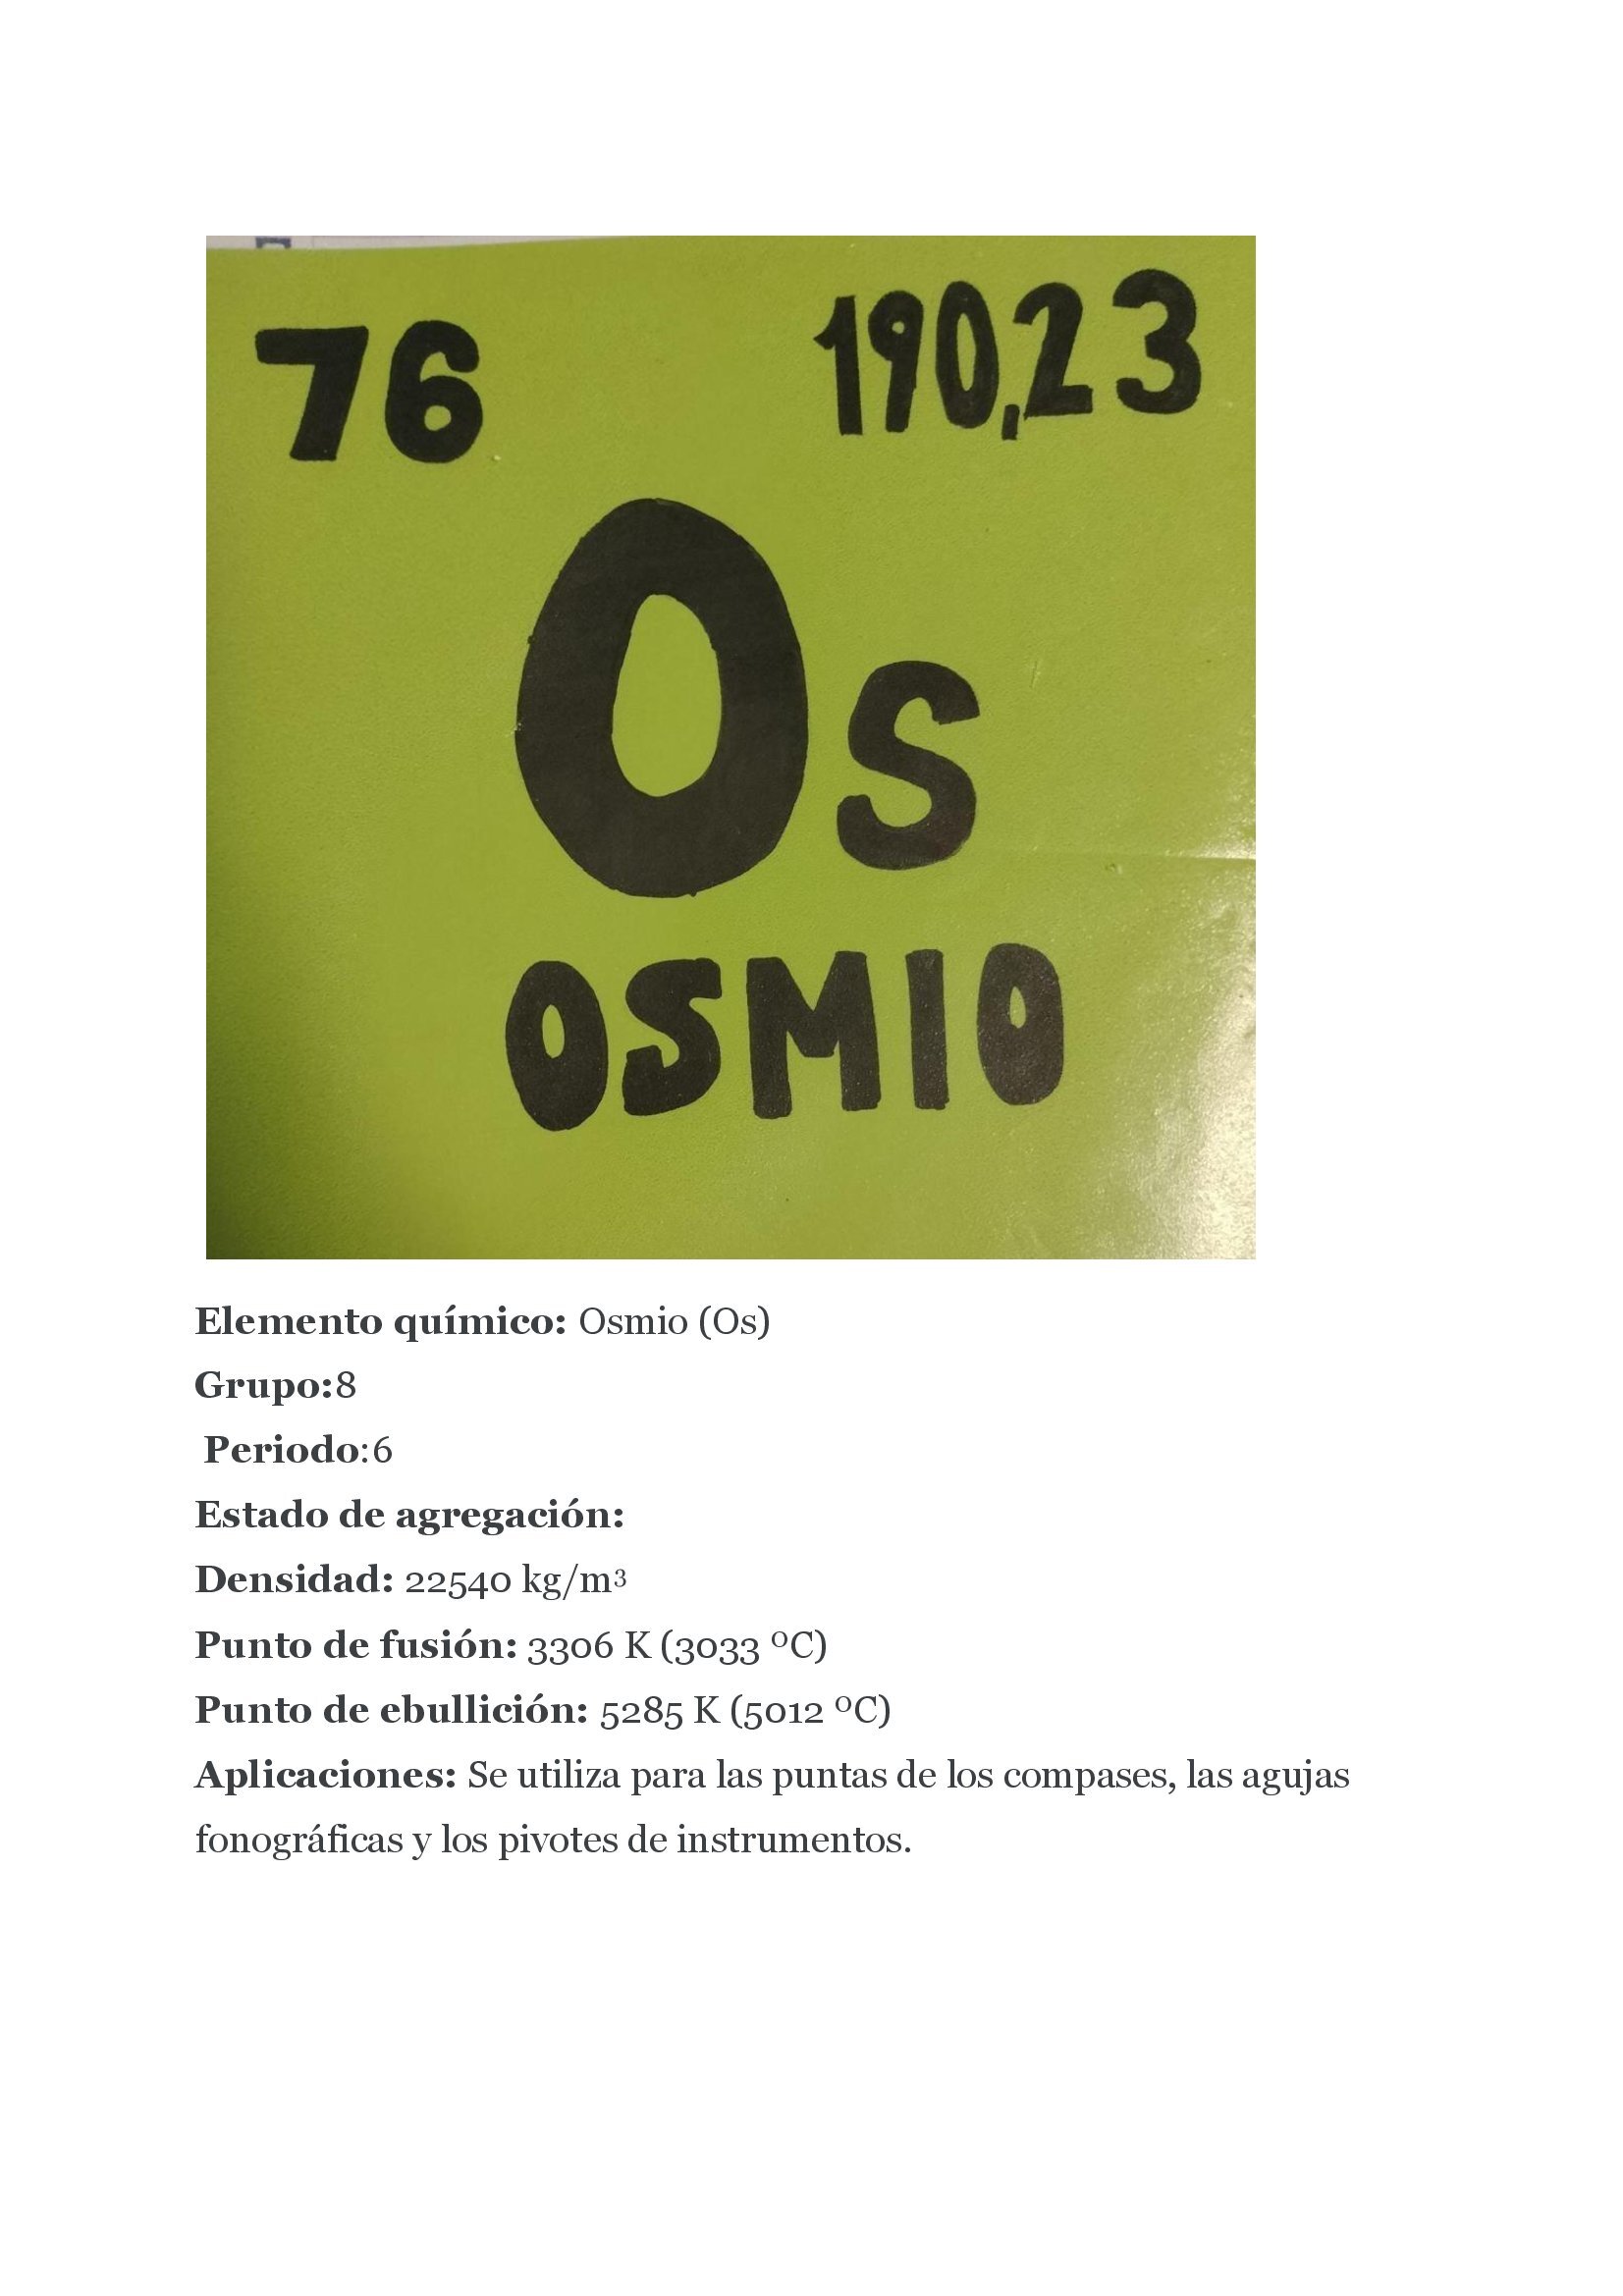 76 190,23
Os
OSMIO
Elemento químico: Osmio (Os)
Grupo:8
Periodo:6
Estado de agregación:
Densidad: 22540 kg/m³
Punto de fusión: 3306 K (3033 ºC)
Punto de ebullición: 5285 K (5012 ºC)
Aplicaciones: Se utiliza para las puntas de los compases, las agujas
fonográficas y los pivotes de instrumentos.